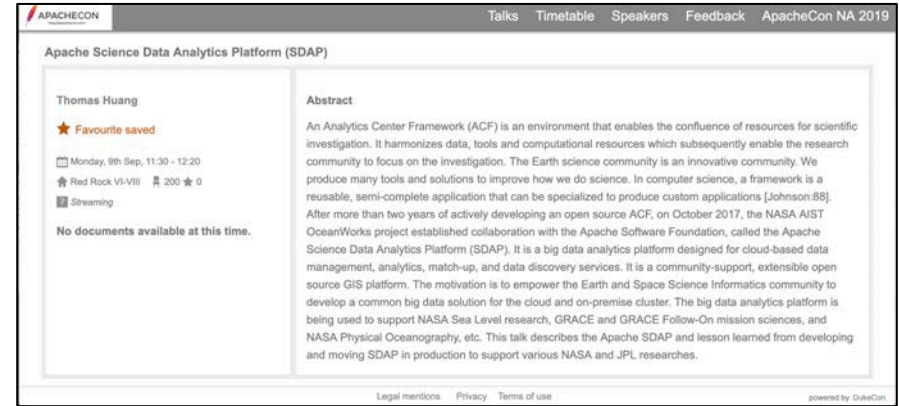 APACHECON
Talks Timetable Speakers Feedback ApacheCon NA 2019
Apache Science Data Analytics Platform (SDAP)
Thomas Huang
Favourite saved
Monday, 9th Sep, 11:30 - 12:20
Red Rock VI-VIII 200 0
Streaming
No documents available at this time.
Abstract
An Analytics Center Framework (ACF) is an environment that enables the confluence of resources for scientific
investigation. It harmonizes data, tools and computational resources which subsequently enable the research
community to focus on the investigation. The Earth science community is an innovative community. We
produce many tools and solutions to improve how we do science. In computer science, a framework is a
reusable, semi-complete application that can be specialized to produce custom applications [Johnson:88].
After more than two years of actively developing an open source ACF, on October 2017, the NASA AIST
OceanWorks project established collaboration with the Apache Software Foundation, called the Apache
Science Data Analytics Platform (SDAP). It is a big data analytics platform designed for cloud-based data
management, analytics, match-up, and data discovery services. It is a community-support, extensible open
source GIS platform. The motivation is to empower the Earth and Space Science Informatics community to
develop a common big data solution for the cloud and on-premise cluster. The big data analytics platform is
being used to support NASA Sea Level research, GRACE and GRACE Follow-On mission sciences, and
NASA Physical Oceanography, etc. This talk describes the Apache SDAP and lesson learned from developing
and moving SDAP in production to support various NASA and JPL researches.
Legal mentions Privacy Terms of use
powered by DukeCon